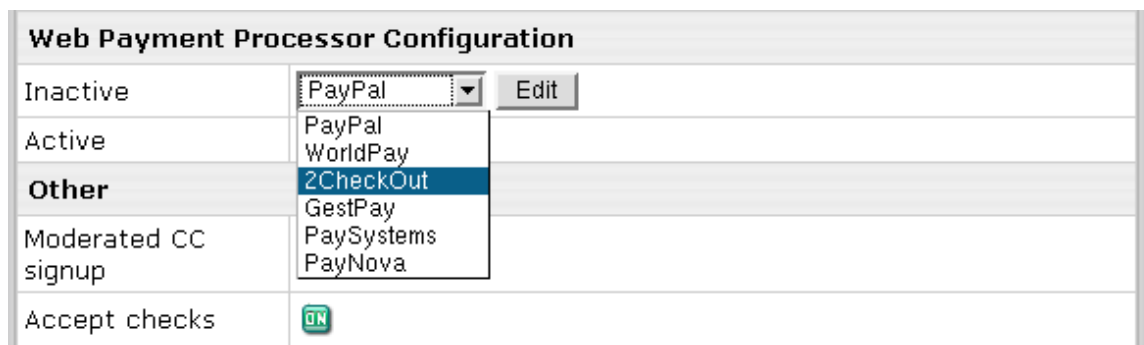 Web Payment Processor Configuration
Inactive
PayPal
Edit
Active
PayPal
WorldPay
2CheckOut
GestPay
PaySystems
PayNova
Other
Moderated CC
signup
Accept checks
ON